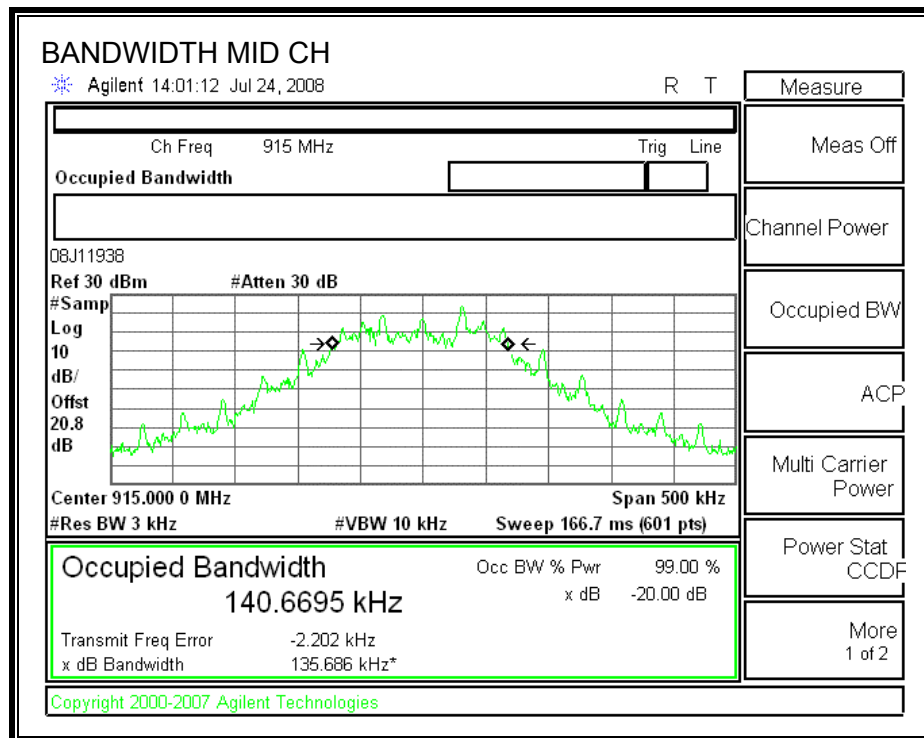 BANDWIDTH MID CH
Agilent 14:01:12 Jul 24, 2008 R T
Measure
Ch Freq 915 MHz Trig Line
Meas Off
Occupied Bandwidth
Channel Power
08J11938
Ref 30 dBm #Atten 30 dB
#Samp
Log
10
dB/
Offst
20.8
dB
Occupied BW
ACP
Center 915.000 0 MHz Span 500 kHz
#Res BW 3 kHz #VBW 10 kHz Sweep 166.7 ms (601 pts)
Multi Carrier
Power
Occupied Bandwidth Occ BW % Pwr 99.00 %
140.6695 kHz x dB -20.00 dB
Power Stat
CCDF
Transmit Freq Error -2.202 kHz
x dB Bandwidth 135.686 kHz*
More
1 of 2
Copyright 2000-2007 Agilent Technologies